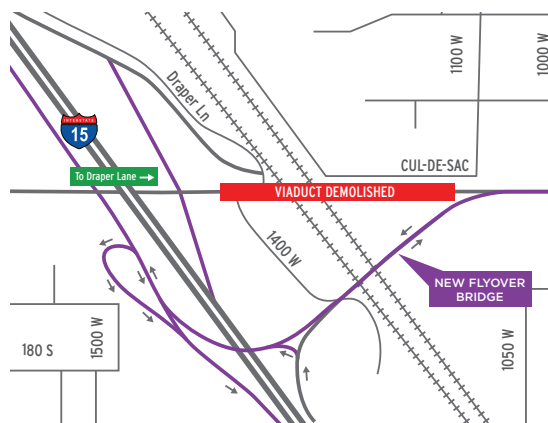 Draper Ln
1100 W
1000 W
INTERSTATE
15
CUL-DE-SAC
To Draper Lane →
VIADUCT DEMOLISHED
1400 W
NEW FLYOVER
BRIDGE
180 S
1500 W
1050 W